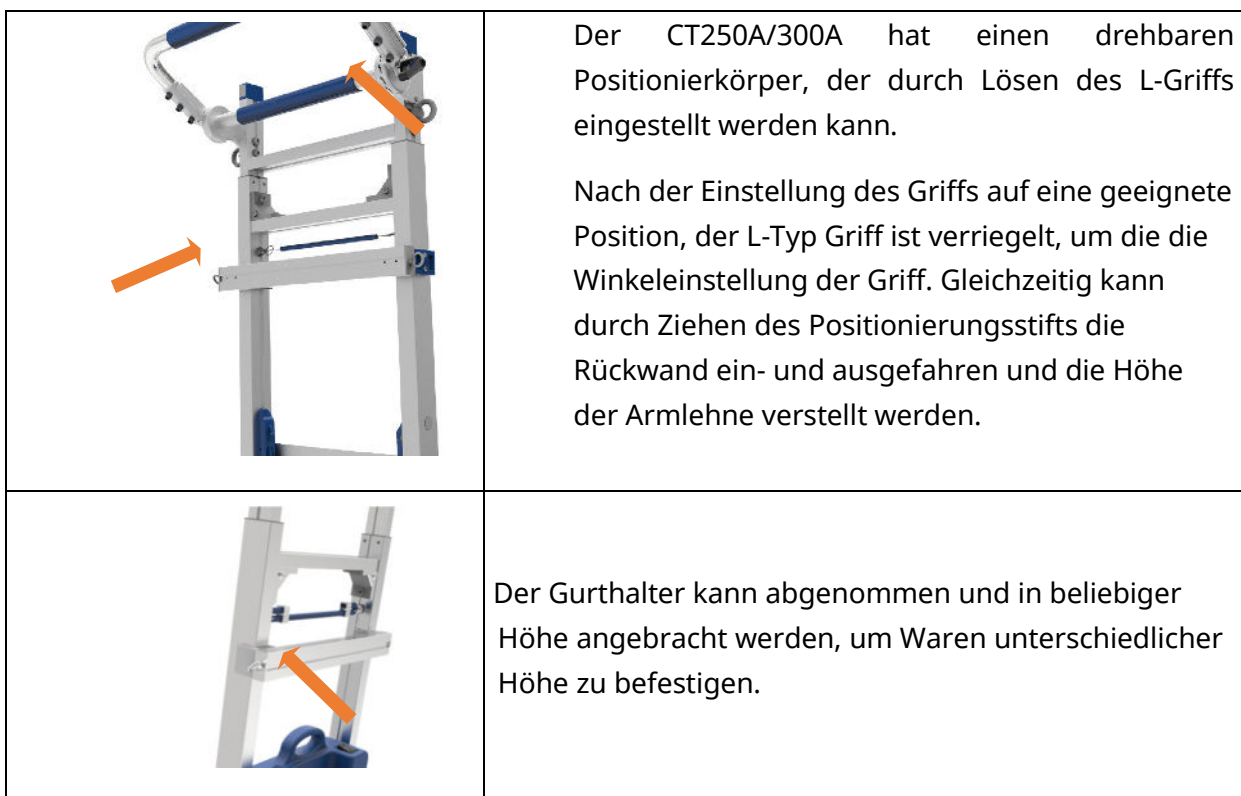 Der CT250A/300A hat einen drehbaren
Positionierkörper, der durch Lösen des L-Griffs
eingestellt werden kann.
Nach der Einstellung des Griffs auf eine geeignete
Position, der L-Typ Griff ist verriegelt, um die die
Winkeleinstellung der Griff. Gleichzeitig kann
durch Ziehen des Positionierungsstifts die
Rückwand ein- und ausgefahren und die Höhe
der Armlehne verstellt werden.
Der Gurthalter kann abgenommen und in beliebiger
Höhe angebracht werden, um Waren unterschiedlicher
Höhe zu befestigen.